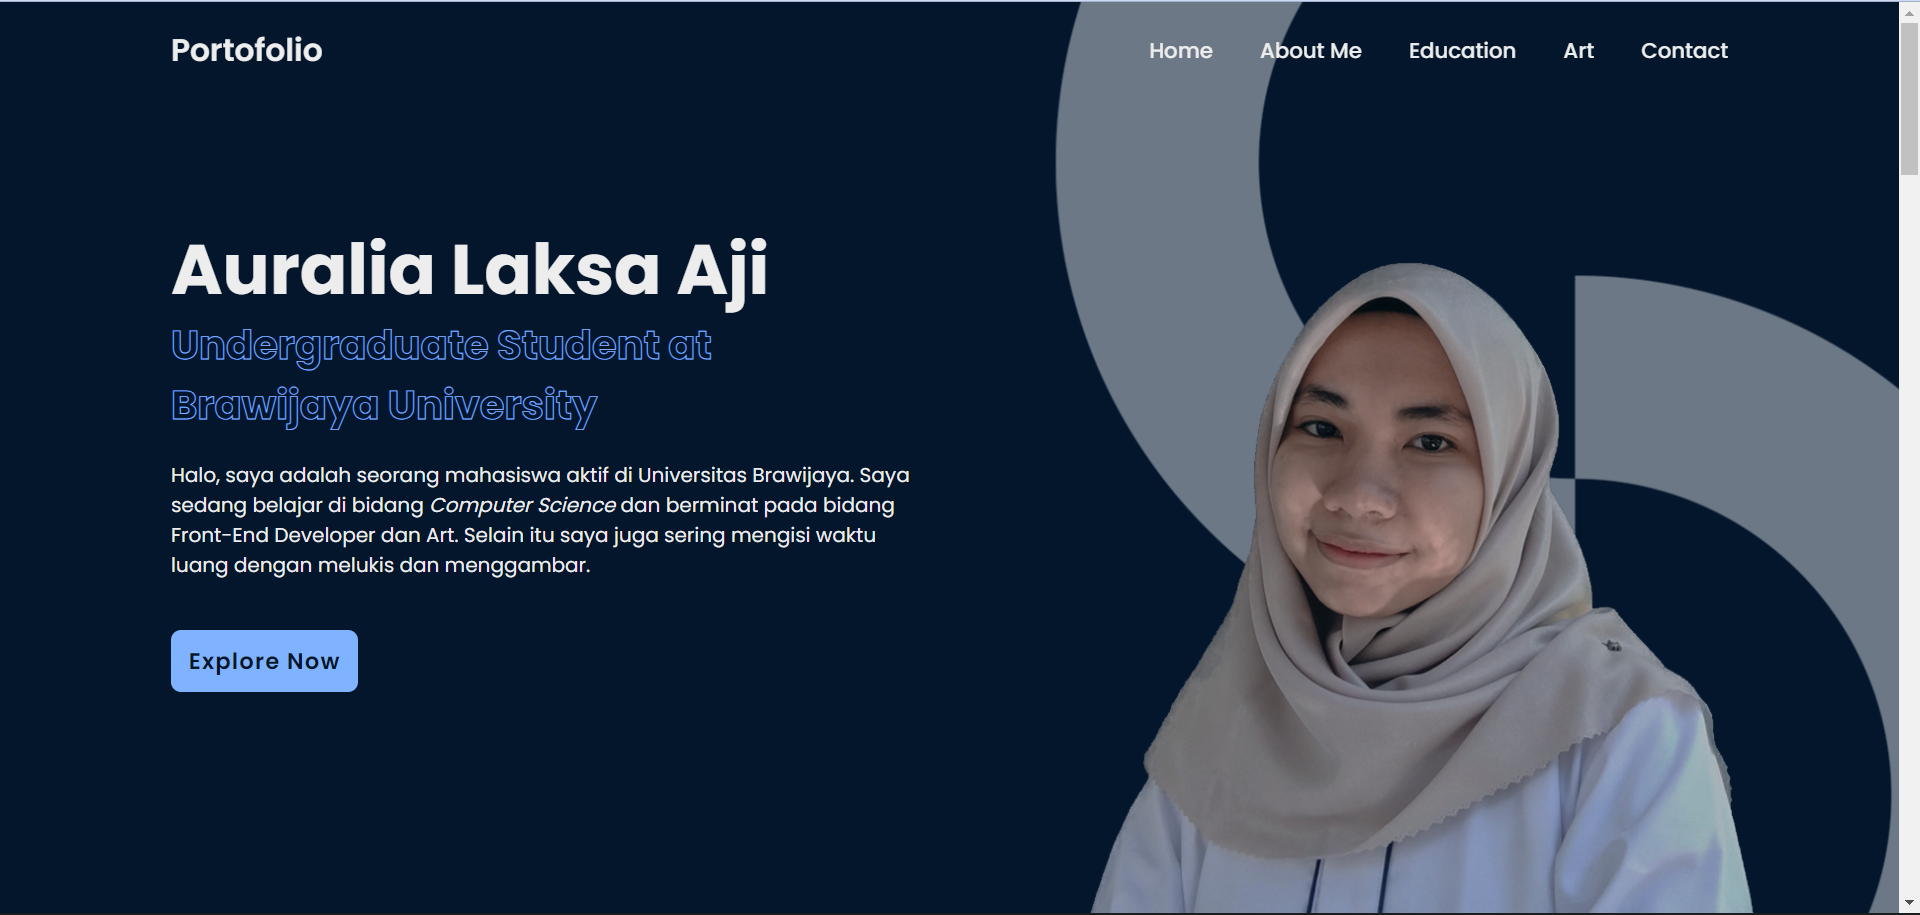 Portofolio
Home About Me Education Art Contact
Auralia Laksa Aji
Undergraduate Student at
Brawijaya University
Halo, saya adalah seorang mahasiswa aktif di Universitas Brawijaya. Saya
sedang belajar di bidang Computer Science dan berminat pada bidang
Front-End Developer dan Art. Selain itu saya juga sering mengisi waktu
luang dengan melukis dan menggambar.
Explore Now